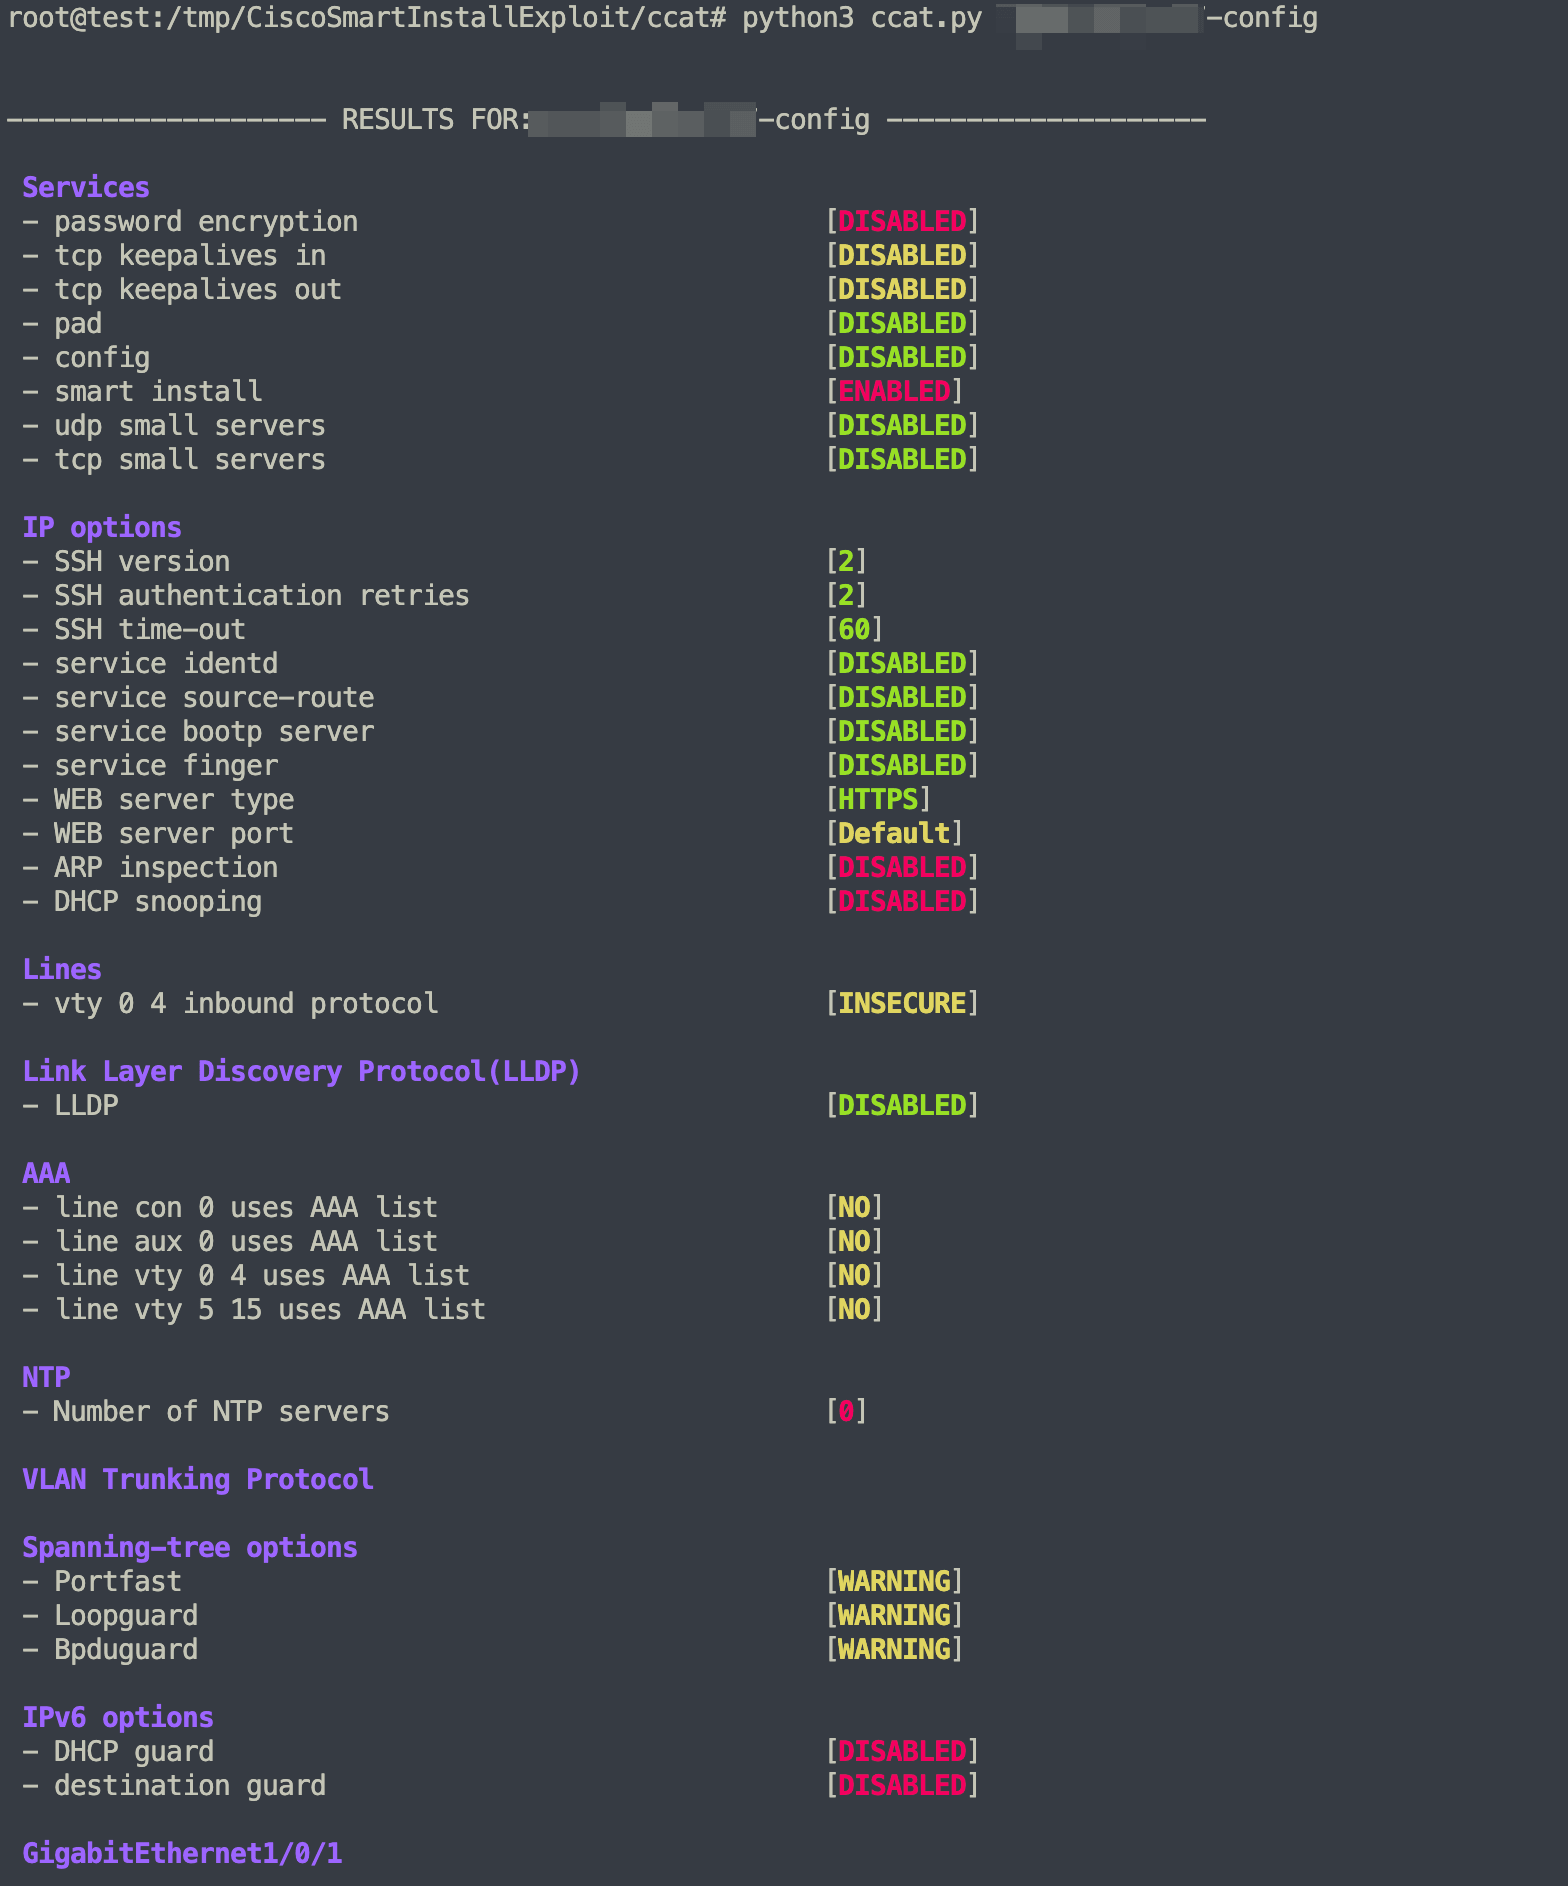 root@test:/tmp/CiscoSmartInstallExploit/ccat# python3 ccat.py -config
-------------------- RESULTS FOR: -config --------------------
Services
- password encryption [DISABLED]
- tcp keepalives in [DISABLED]
- tcp keepalives out [DISABLED]
- pad [DISABLED]
- config [DISABLED]
- smart install [ENABLED]
- udp small servers [DISABLED]
- tcp small servers [DISABLED]
IP options
- SSH version [2]
- SSH authentication retries [2]
- SSH time-out [60]
- service identd [DISABLED]
- service source-route [DISABLED]
- service bootp server [DISABLED]
- service finger [DISABLED]
- WEB server type [HTTPS]
- WEB server port [Default]
- ARP inspection [DISABLED]
- DHCP snooping [DISABLED]
Lines
- vty 0 4 inbound protocol [INSECURE]
Link Layer Discovery Protocol(LLDP)
- LLDP [DISABLED]
AAA
- line con 0 uses AAA list [NO]
- line aux 0 uses AAA list [NO]
- line vty 0 4 uses AAA list [NO]
- line vty 5 15 uses AAA list [NO]
NTP
- Number of NTP servers [0]
VLAN Trunking Protocol
Spanning-tree options
- Portfast [WARNING]
- Loopguard [WARNING]
- Bpduguard [WARNING]
IPv6 options
- DHCP guard [DISABLED]
- destination guard [DISABLED]
GigabitEthernet1/0/1